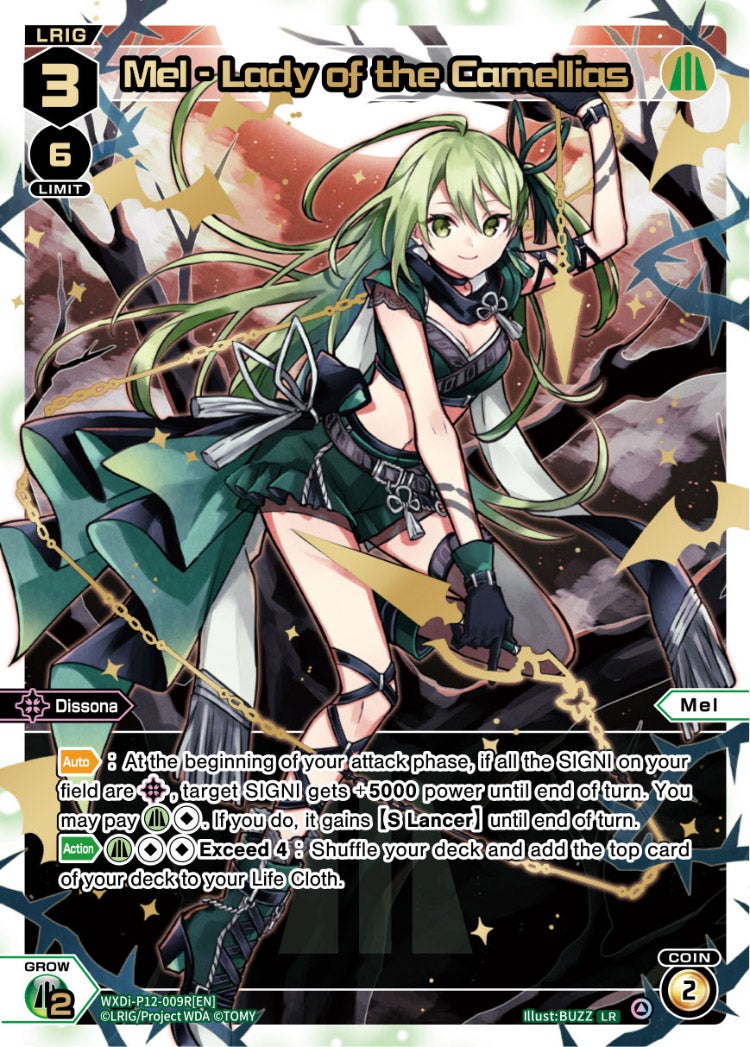 LRIG
3
Mel - Lady of the Camellias
6
LIMIT
Dissona
Mel
Auto : At the beginning of your attack phase, if all the SIGNI on your
field are , target SIGNI gets +5000 power until end of turn. You
may pay . If you do, it gains [S Lancer] until end of turn.
Action Exceed 4 : Shuffle your deck and add the top card
of your deck to your Life Cloth.
GROW
2
COIN
2
WXDi-P12-009R[EN]
©LRIG/Project WDA ©TOMY
Illust:BUZZ LR